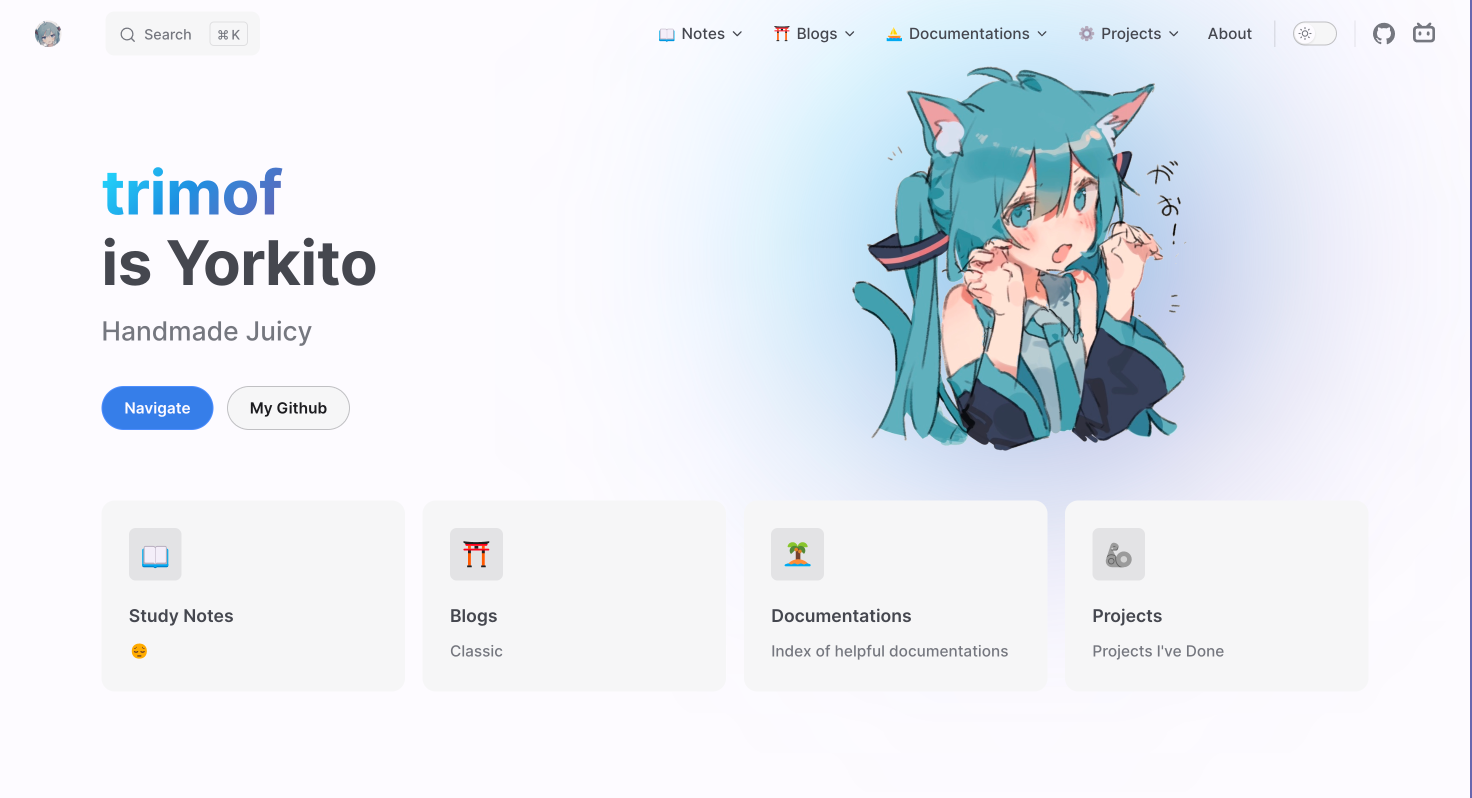 Search ⌘ K
Notes
Blogs
Documentations
Projects
About
trimof
is Yorkito
Handmade Juicy
Navigate
My Github
がお!
Study Notes
Blogs
Classic
Documentations
Index of helpful documentations
Projects
Projects I've Done